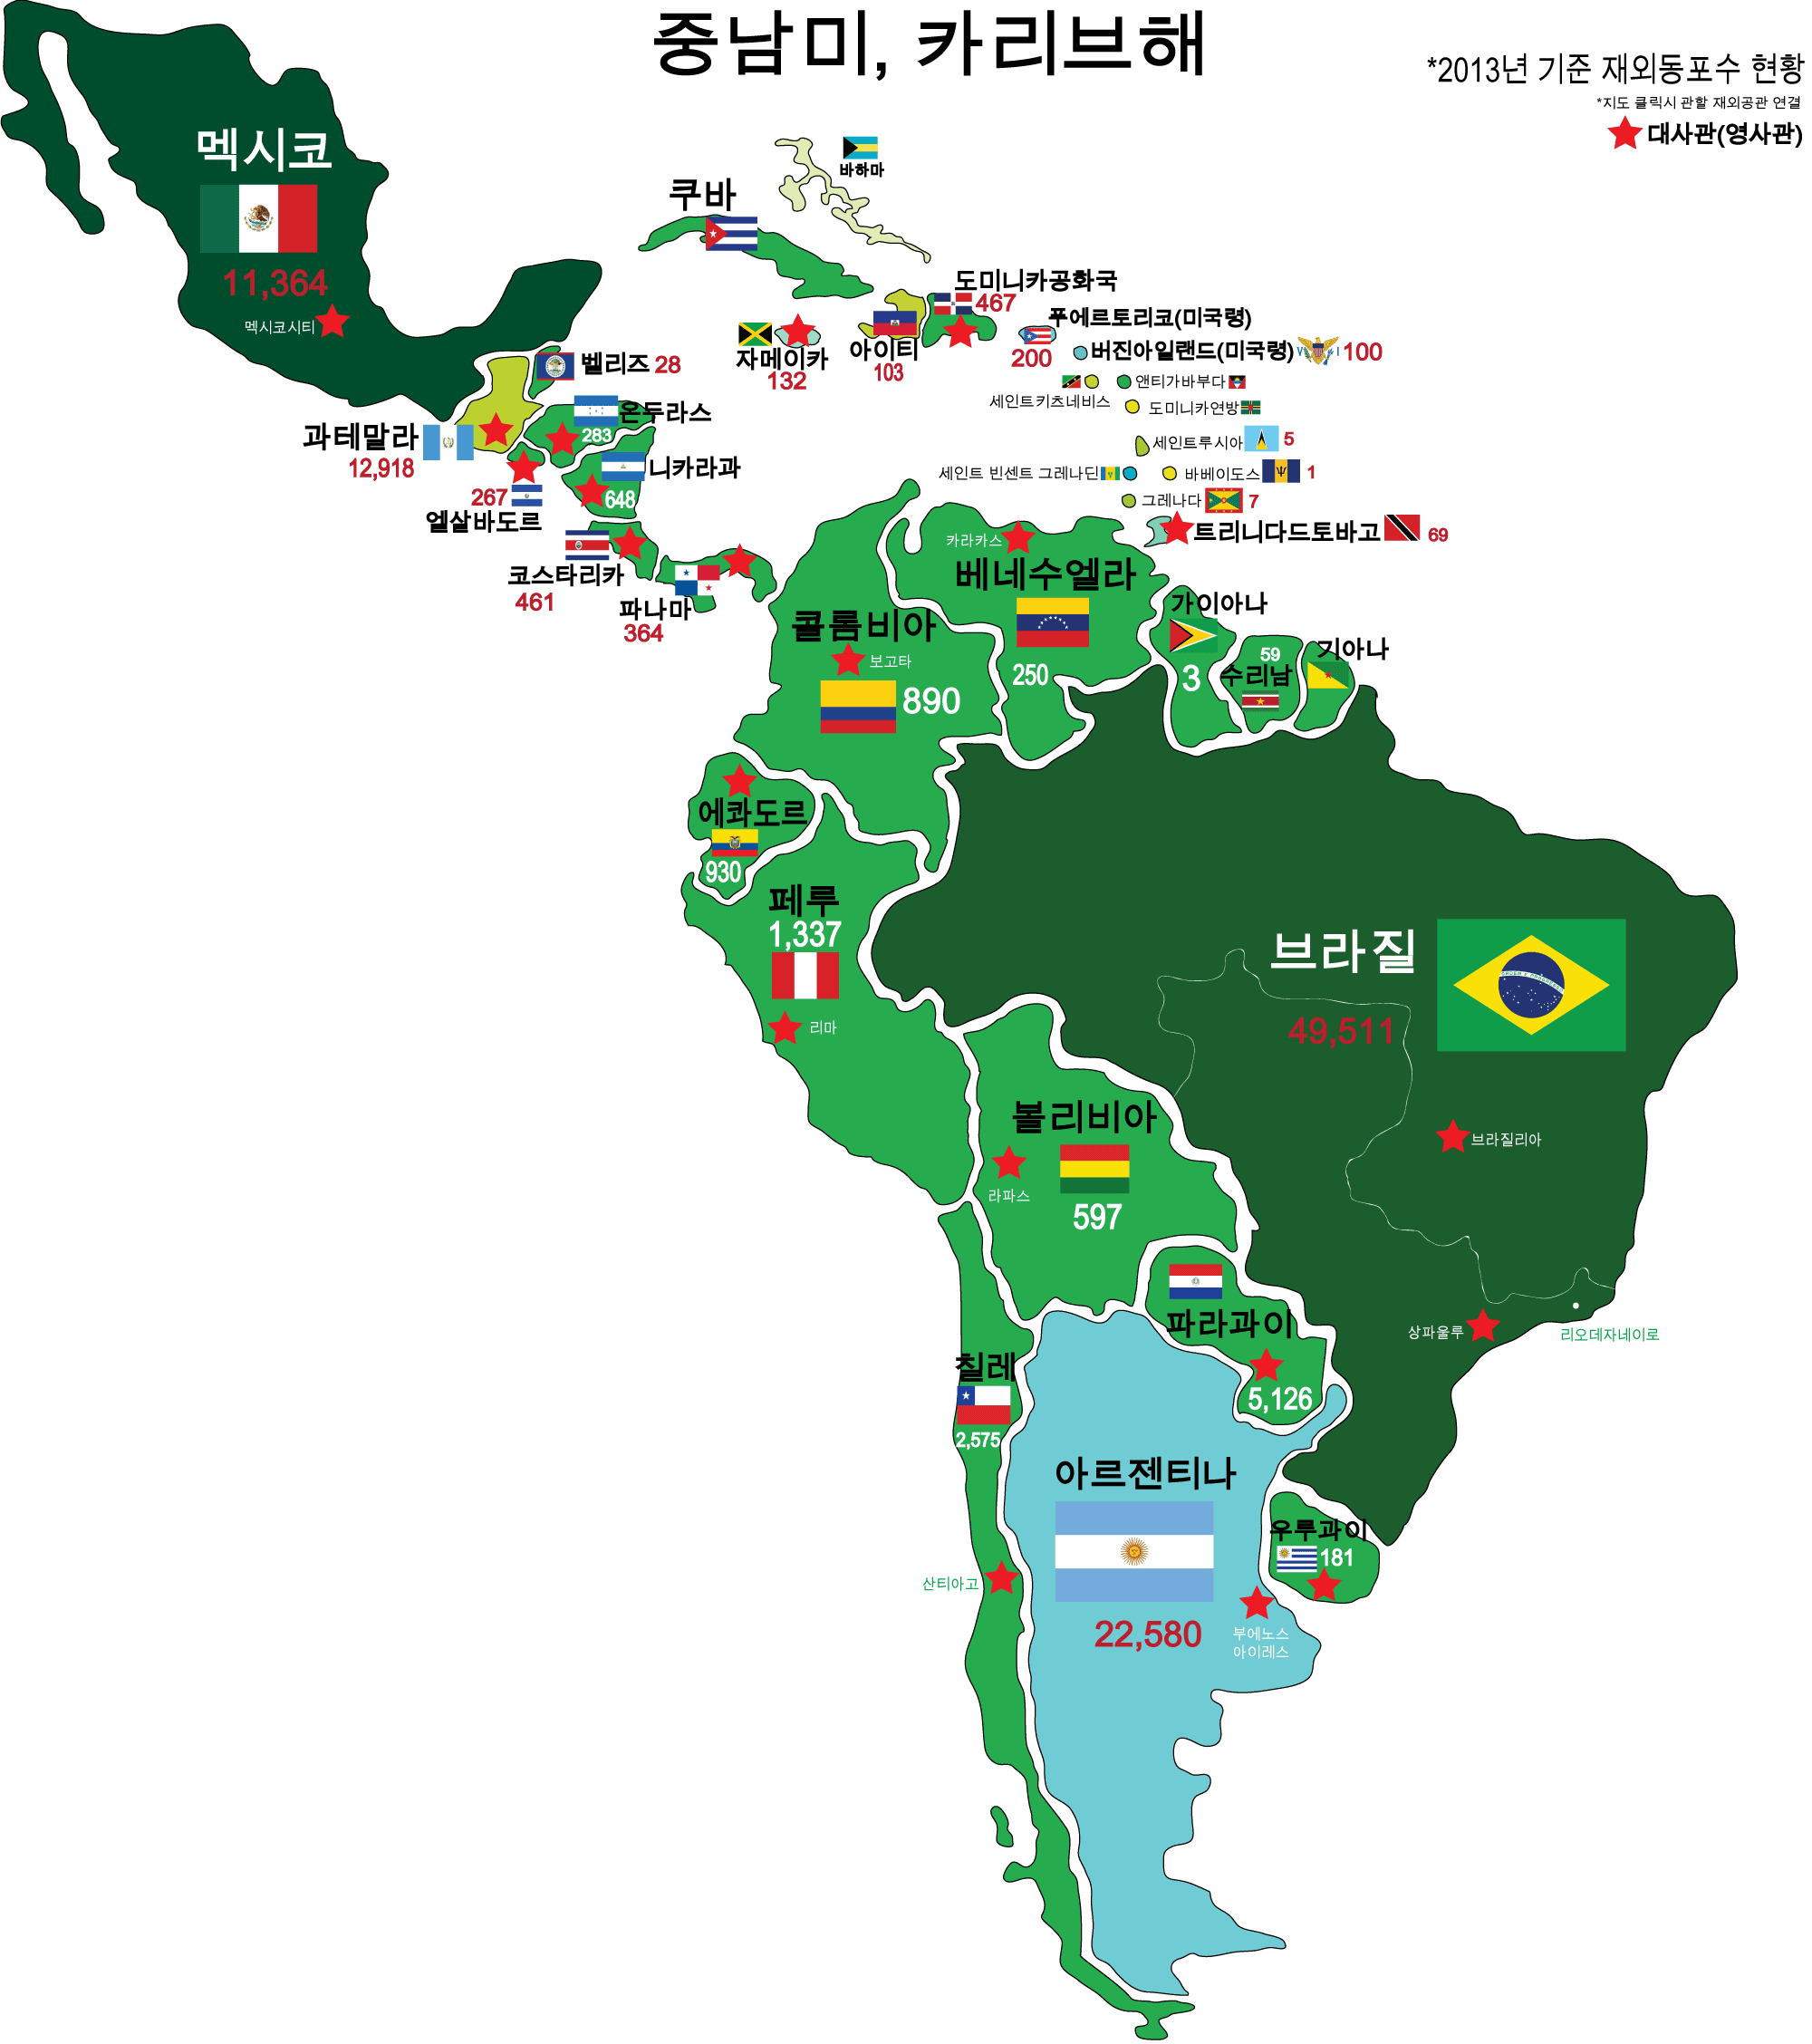 중남미, 카리브해
*2013년 기준 재외동포수 현황
*지도 클릭시 관할 재외공관 연결
대사관(영사관)
멕시코
11,364
멕시코시티
바하마
쿠바
도미니카공화국
467
자메이카
132
아이티
103
푸에르토리코(미국령)
200
버진아일랜드(미국령) 100
세인트키츠네비스
앤티가바부다
도미니카연방
세인트루시아 5
세인트 빈센트 그레나딘
바베이도스 1
그레나다 7
트리니다드토바고 69
벨리즈 28
과테말라
12,918
온두라스
283
니카라과
648
267
엘살바도르
코스타리카
461
파나마
364
카라카스
베네수엘라
250
콜롬비아
보고타
890
가이아나
3
59
수리남
기아나
에콰도르
930
페루
1,337
리마
브라질
49,511
브라질리아
상파울루
리오데자네이로
볼리비아
라파스
597
파라과이
5,126
칠레
2,575
산티아고
아르젠티나
22,580
부에노스
아이레스
우루과이
181